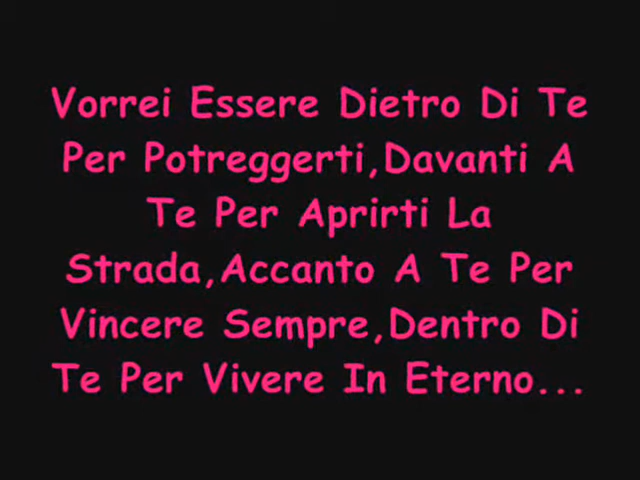 Vorrei Essere Dietro Di Te
Per Potreggerti,Davanti A
Te Per Aprirti La
Strada,Accanto A Te Per
Vincere Sempre,Dentro Di
Te Per Vivere In Eterno...